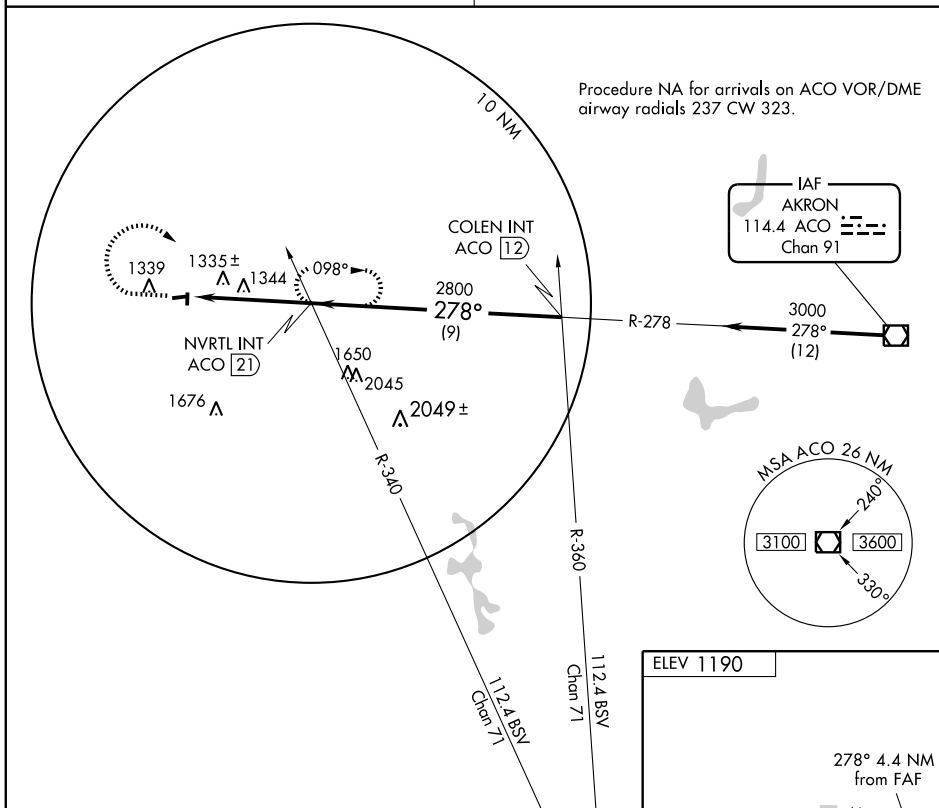 Procedure NA for arrivals on ACO VOR/DME
airway radials 237 CW 323.
10 NM
IAF
AKRON
114.4 ACO
Chan 91
COLEN INT
ACO 12
1339
1335 ±
1344
098°
2800
278°
(9)
R-278
3000
278°
(12)
NVRTL INT
ACO 21
1650
2045
1676
2049 ±
R-340
R-360
MSA ACO 26 NM
240°
3100
3600
330°
112.4 BSV
Chan 71
112.4 BSV
Chan 71
ELEV 1190
278° 4.4 NM
from FAF